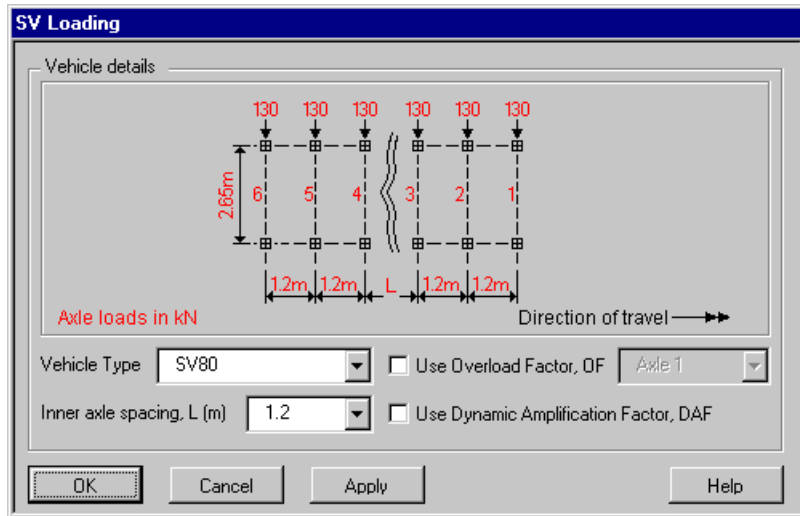 SV Loading
Vehicle details
130 130 130 130 130 130
2.65m
6 5 4 3 2 1
1.2m 1.2m L 1.2m 1.2m
Axle loads in kN
Direction of travel
Vehicle Type SV80 Use Overload Factor, OF Axle 1
Inner axle spacing, L (m) 1.2 Use Dynamic Amplification Factor, DAF
OK Cancel Apply Help